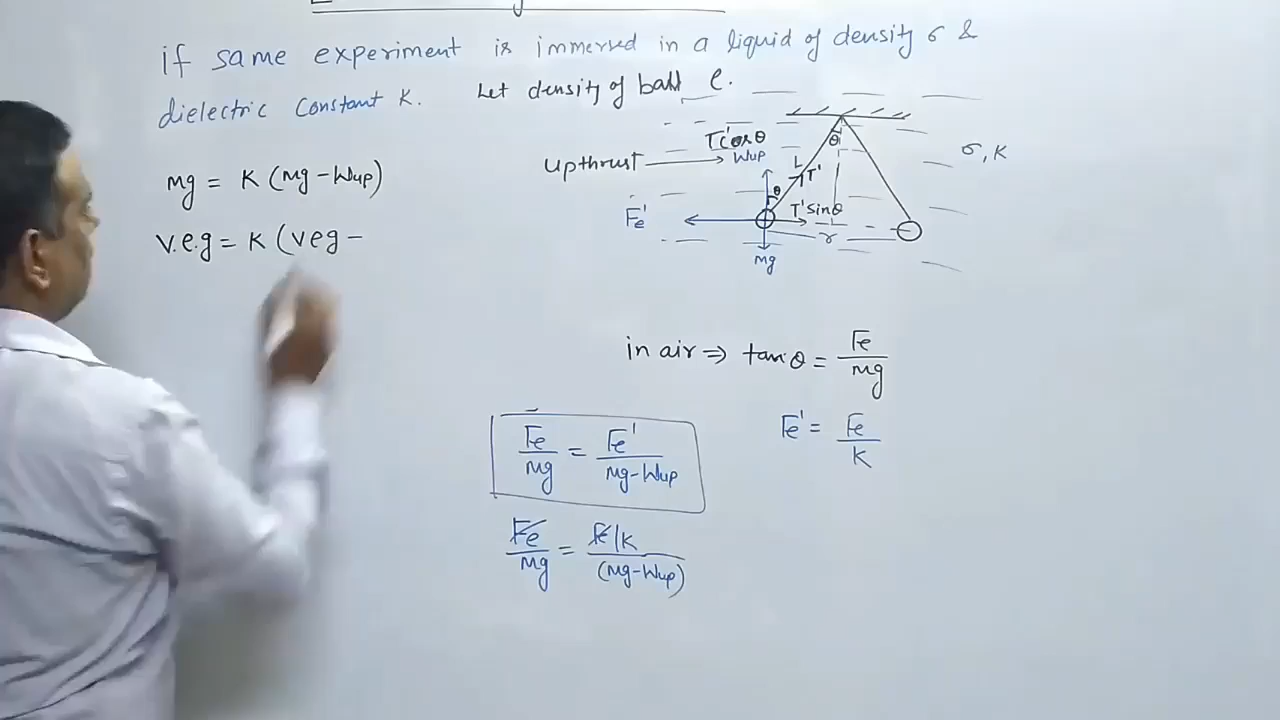 if same experiment is immersed in a liquid of density σ &
dielectric constant K. Let density of ball ρ.
mg = K (mg - Wup)
v.ρ.g = K (vρg -
Upthrust
T'cosθ
Wup
θ
L
T'
θ
Fe'
T'sinθ
r
mg
σ, K
in air ⇒ tanθ = Fe / mg
Fe / mg = Fe' / mg - Wup
Fe' = Fe / K
Fe / mg = Fe/K / (mg - Wup)